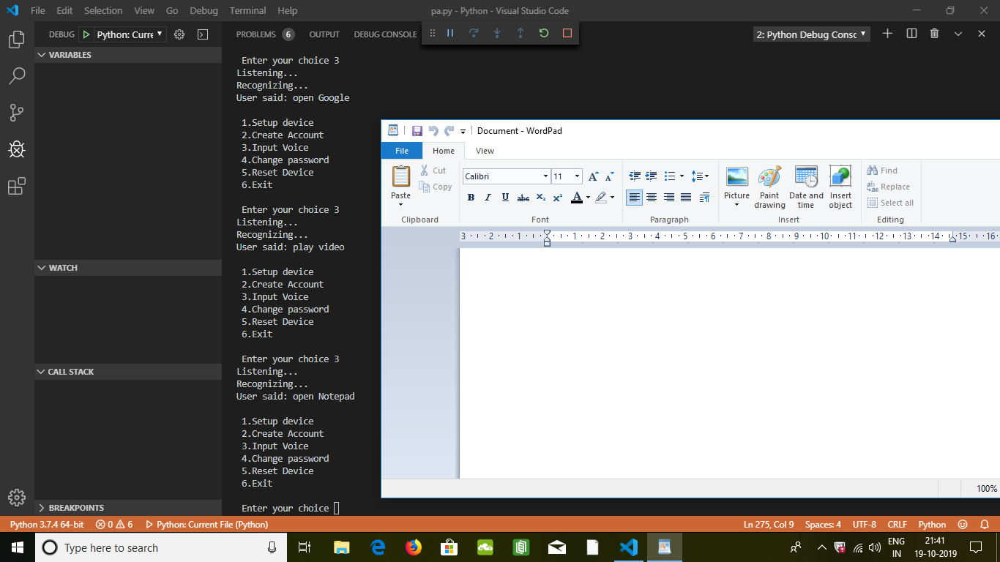 File Edit Selection View Go Debug Terminal Help
pa.py - Python - Visual Studio Code
DEBUG Python: Curre
PROBLEMS 6 OUTPUT DEBUG CONSOLE
2: Python Debug Consc
VARIABLES
WATCH
CALL STACK
BREAKPOINTS
Enter your choice 3
Listening...
Recognizing...
User said: open Google
1.Setup device
2.Create Account
3.Input Voice
4.Change password
5.Reset Device
6.Exit
Enter your choice 3
Listening...
Recognizing...
User said: play video
1.Setup device
2.Create Account
3.Input Voice
4.Change password
5.Reset Device
6.Exit
Enter your choice 3
Listening...
Recognizing...
User said: open Notepad
1.Setup device
2.Create Account
3.Input Voice
4.Change password
5.Reset Device
6.Exit
Enter your choice
Document - WordPad
File Home View
Paste Cut Copy
Clipboard
Calibri 11
B I U abc X₂ X² A
Font
Paragraph
Picture Paint drawing Date and time Insert object
Insert
Find
Replace
Select all
Editing
3 2 1 1 2 3 4 5 6 7 8 9 10 11 12 13 14 15 16
100%
Python 3.7.4 64-bit 0 6 Python: Current File (Python)
Ln 275, Col 9 Spaces: 4 UTF-8 CRLF Python
Type here to search
ENG IN
21:41
19-10-2019